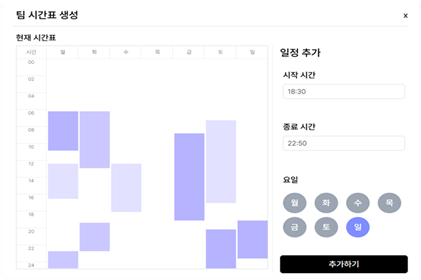 팀 시간표 생성
x
현재 시간표
시간 월 화 수 목 금 토 일
00
02
04
06
08
10
12
14
16
18
20
22
24
일정 추가
시작 시간
18:30
종료 시간
22:50
요일
월 화 수 목
금 토 일
추가하기